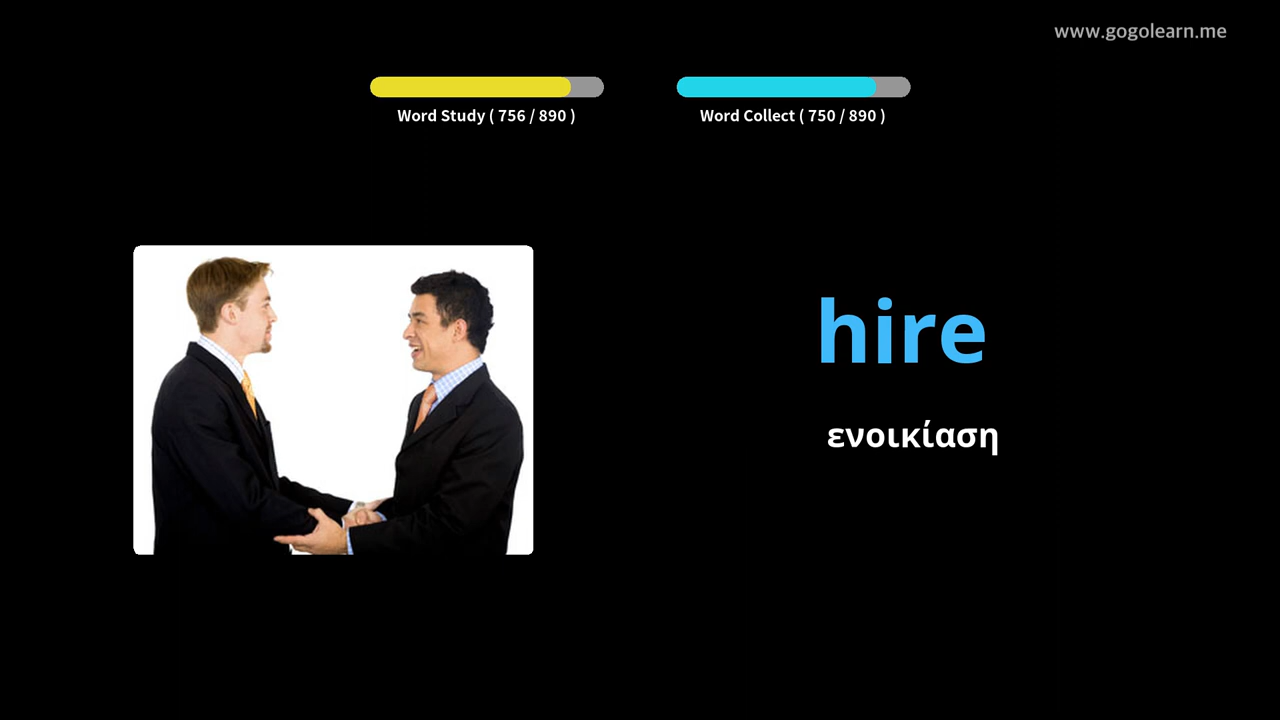 www.gogolearn.me
Word Study ( 756 / 890 )
Word Collect ( 750 / 890 )
hire
ενοικίαση